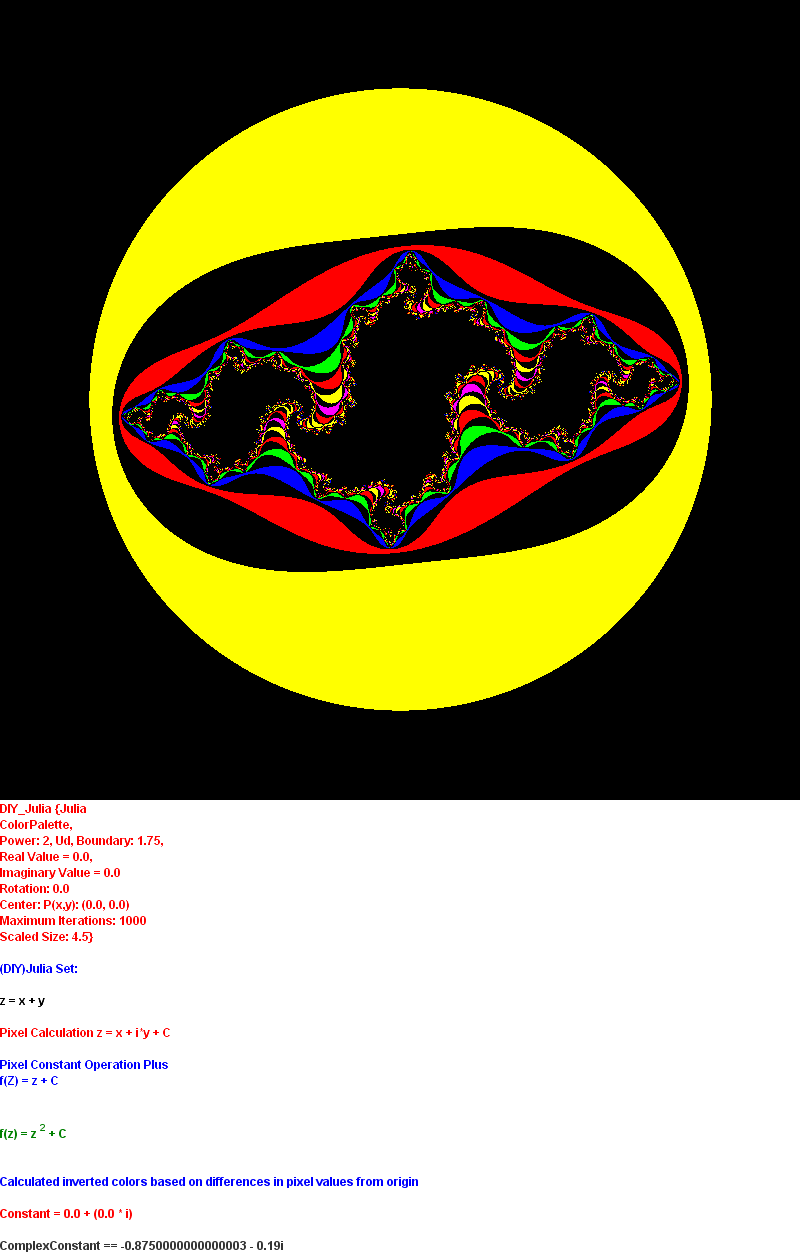 DIY_Julia {Julia
ColorPalette,
Power: 2, Ud, Boundary: 1.75,
Real Value = 0.0,
Imaginary Value = 0.0
Rotation: 0.0
Center: P(x,y): (0.0, 0.0)
Maximum Iterations: 1000
Scaled Size: 4.5}
(DIY)Julia Set:
z = x + y
Pixel Calculation z = x + i*y + C
Pixel Constant Operation Plus
f(Z) = z + C
f(z) = z 2 + C
Calculated inverted colors based on differences in pixel values from origin
Constant = 0.0 + (0.0 * i)
ComplexConstant == -0.8750000000000003 - 0.19i